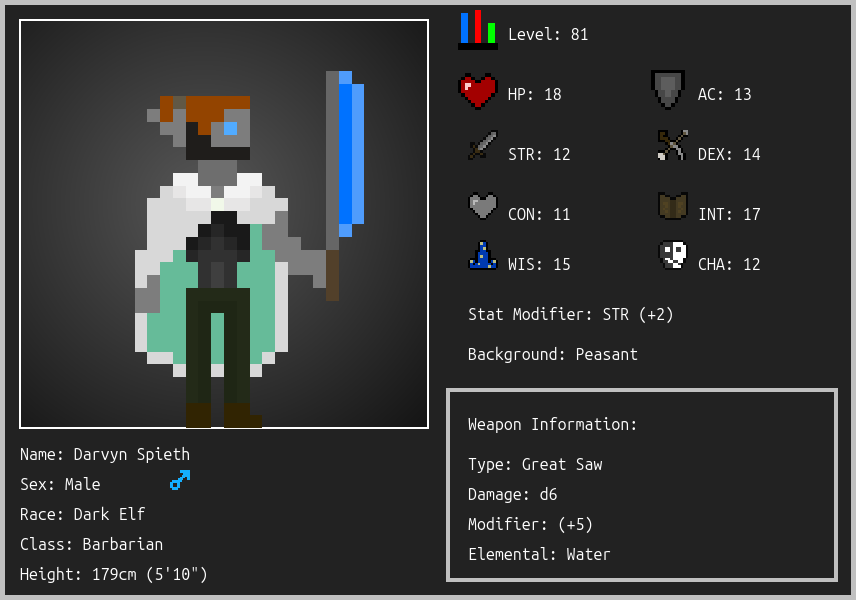 Level: 81
HP: 18
AC: 13
STR: 12
DEX: 14
CON: 11
INT: 17
WIS: 15
CHA: 12
Stat Modifier: STR (+2)
Background: Peasant
Weapon Information:
Type: Great Saw
Damage: d6
Modifier: (+5)
Elemental: Water
Name: Darvyn Spieth
Sex: Male
Race: Dark Elf
Class: Barbarian
Height: 179cm (5'10")